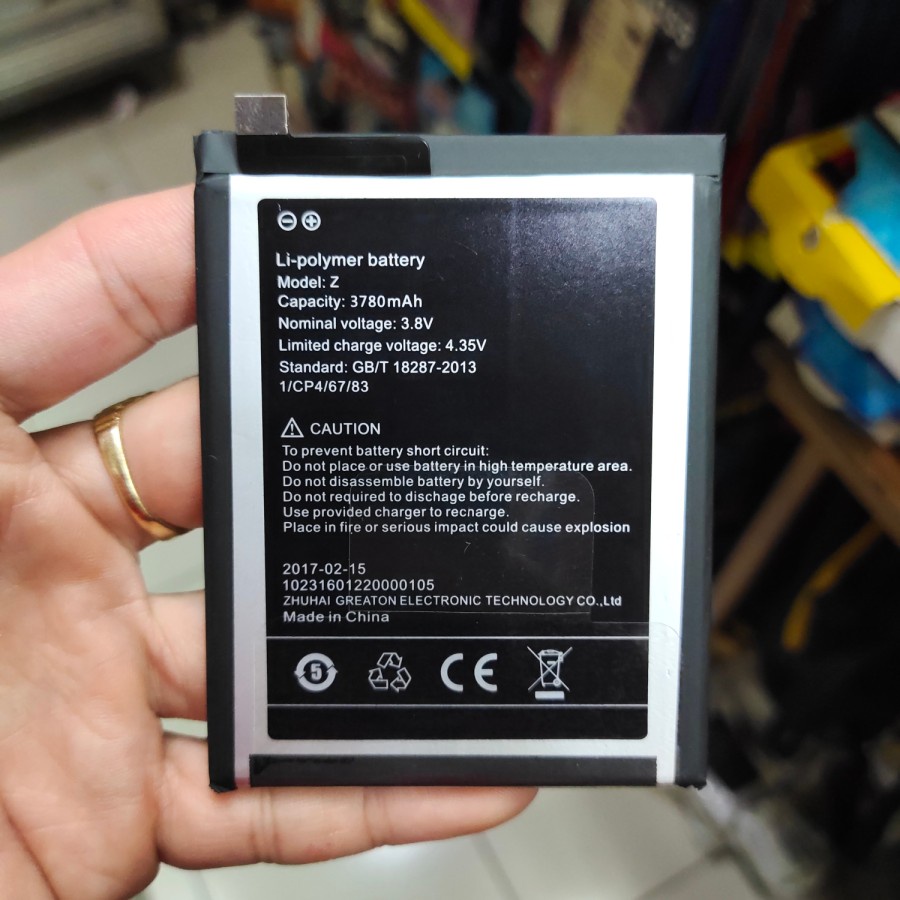 Li-polymer battery
Model: Z
Capacity: 3780mAh
Nominal voltage: 3.8V
Limited charge voltage: 4.35V
Standard: GB/T 18287-2013
1/CP4/67/83
CAUTION
To prevent battery short circuit:
Do not place or use battery in high temperature area.
Do not disassemble battery by yourself.
Do not required to dischage before recharge.
Use provided charger to recharge.
Place in fire or serious impact could cause explosion
2017-02-15
10231601220000105
ZHUHAI GREATON ELECTRONIC TECHNOLOGY CO.,Ltd
Made in China
5 CE